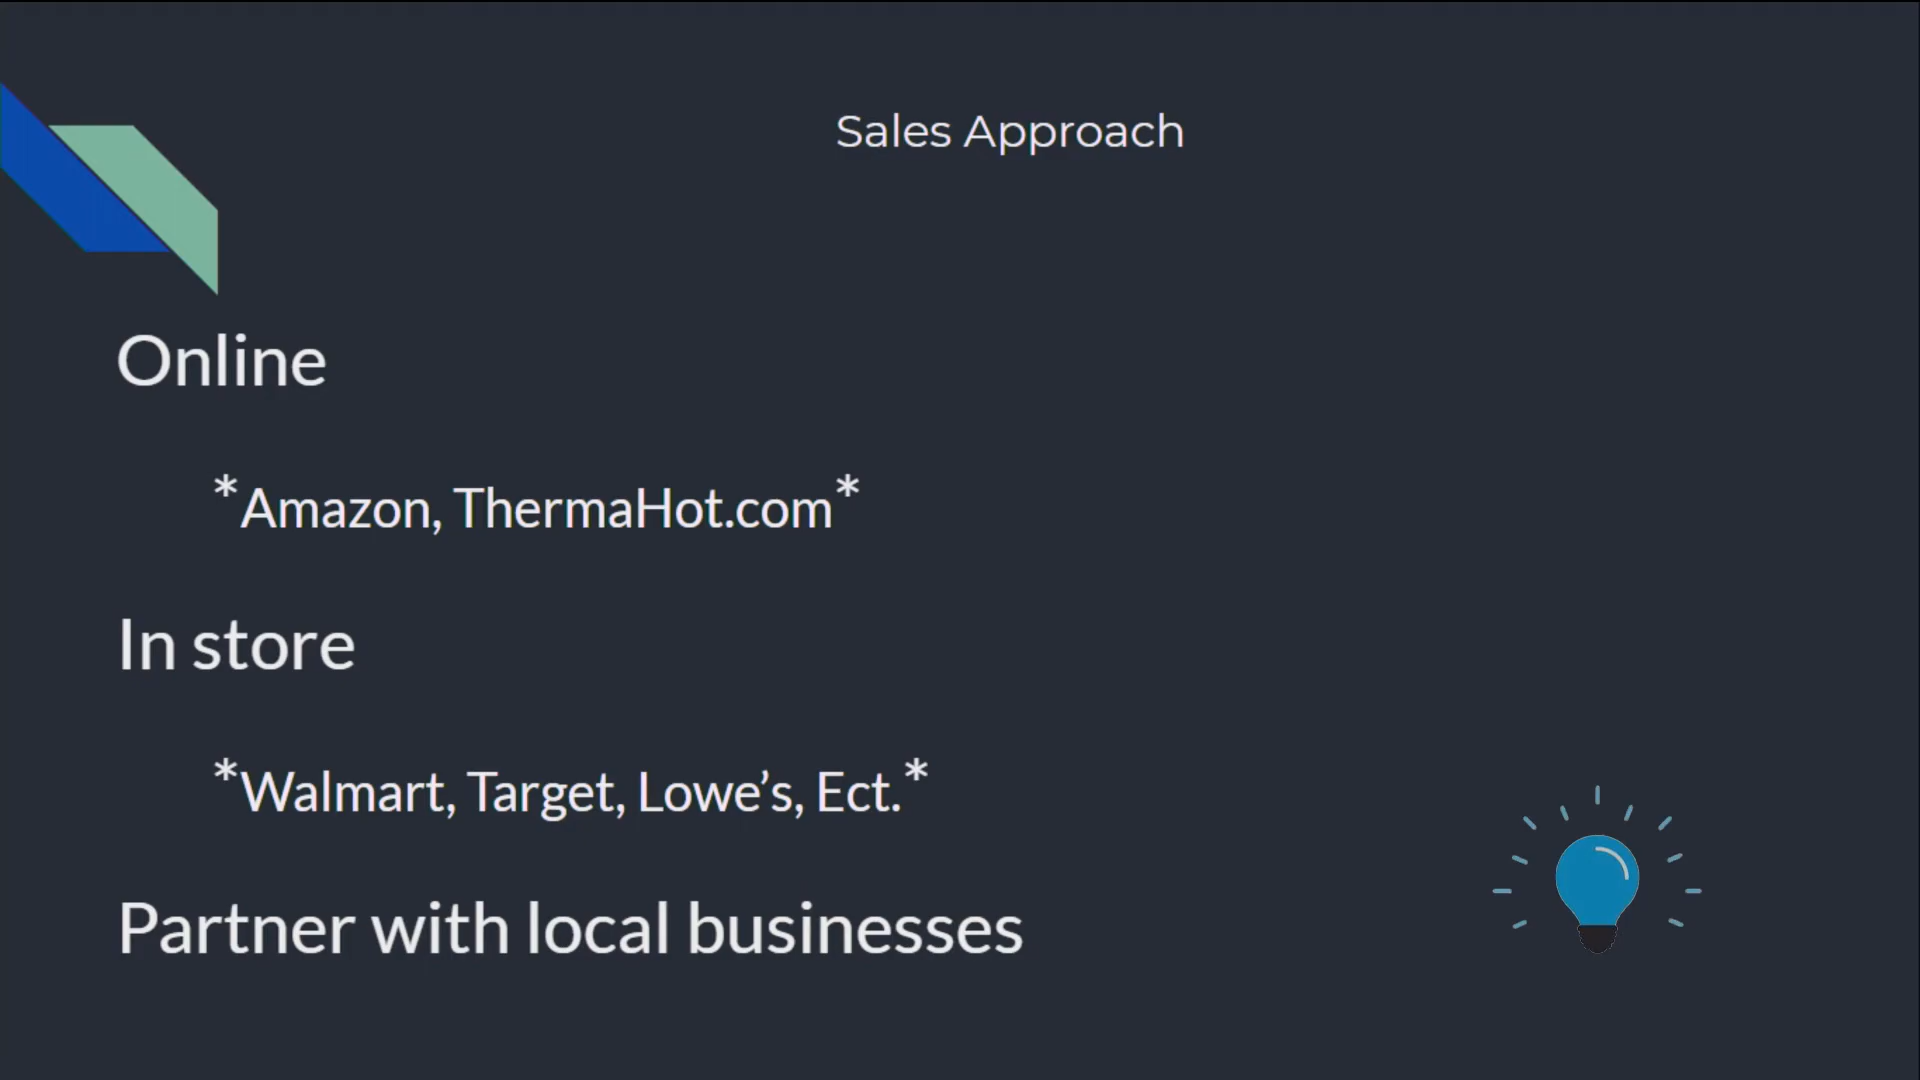 Sales Approach
Online
*Amazon, ThermaHot.com*
In store
*Walmart, Target, Lowe’s, Ect.*
Partner with local businesses